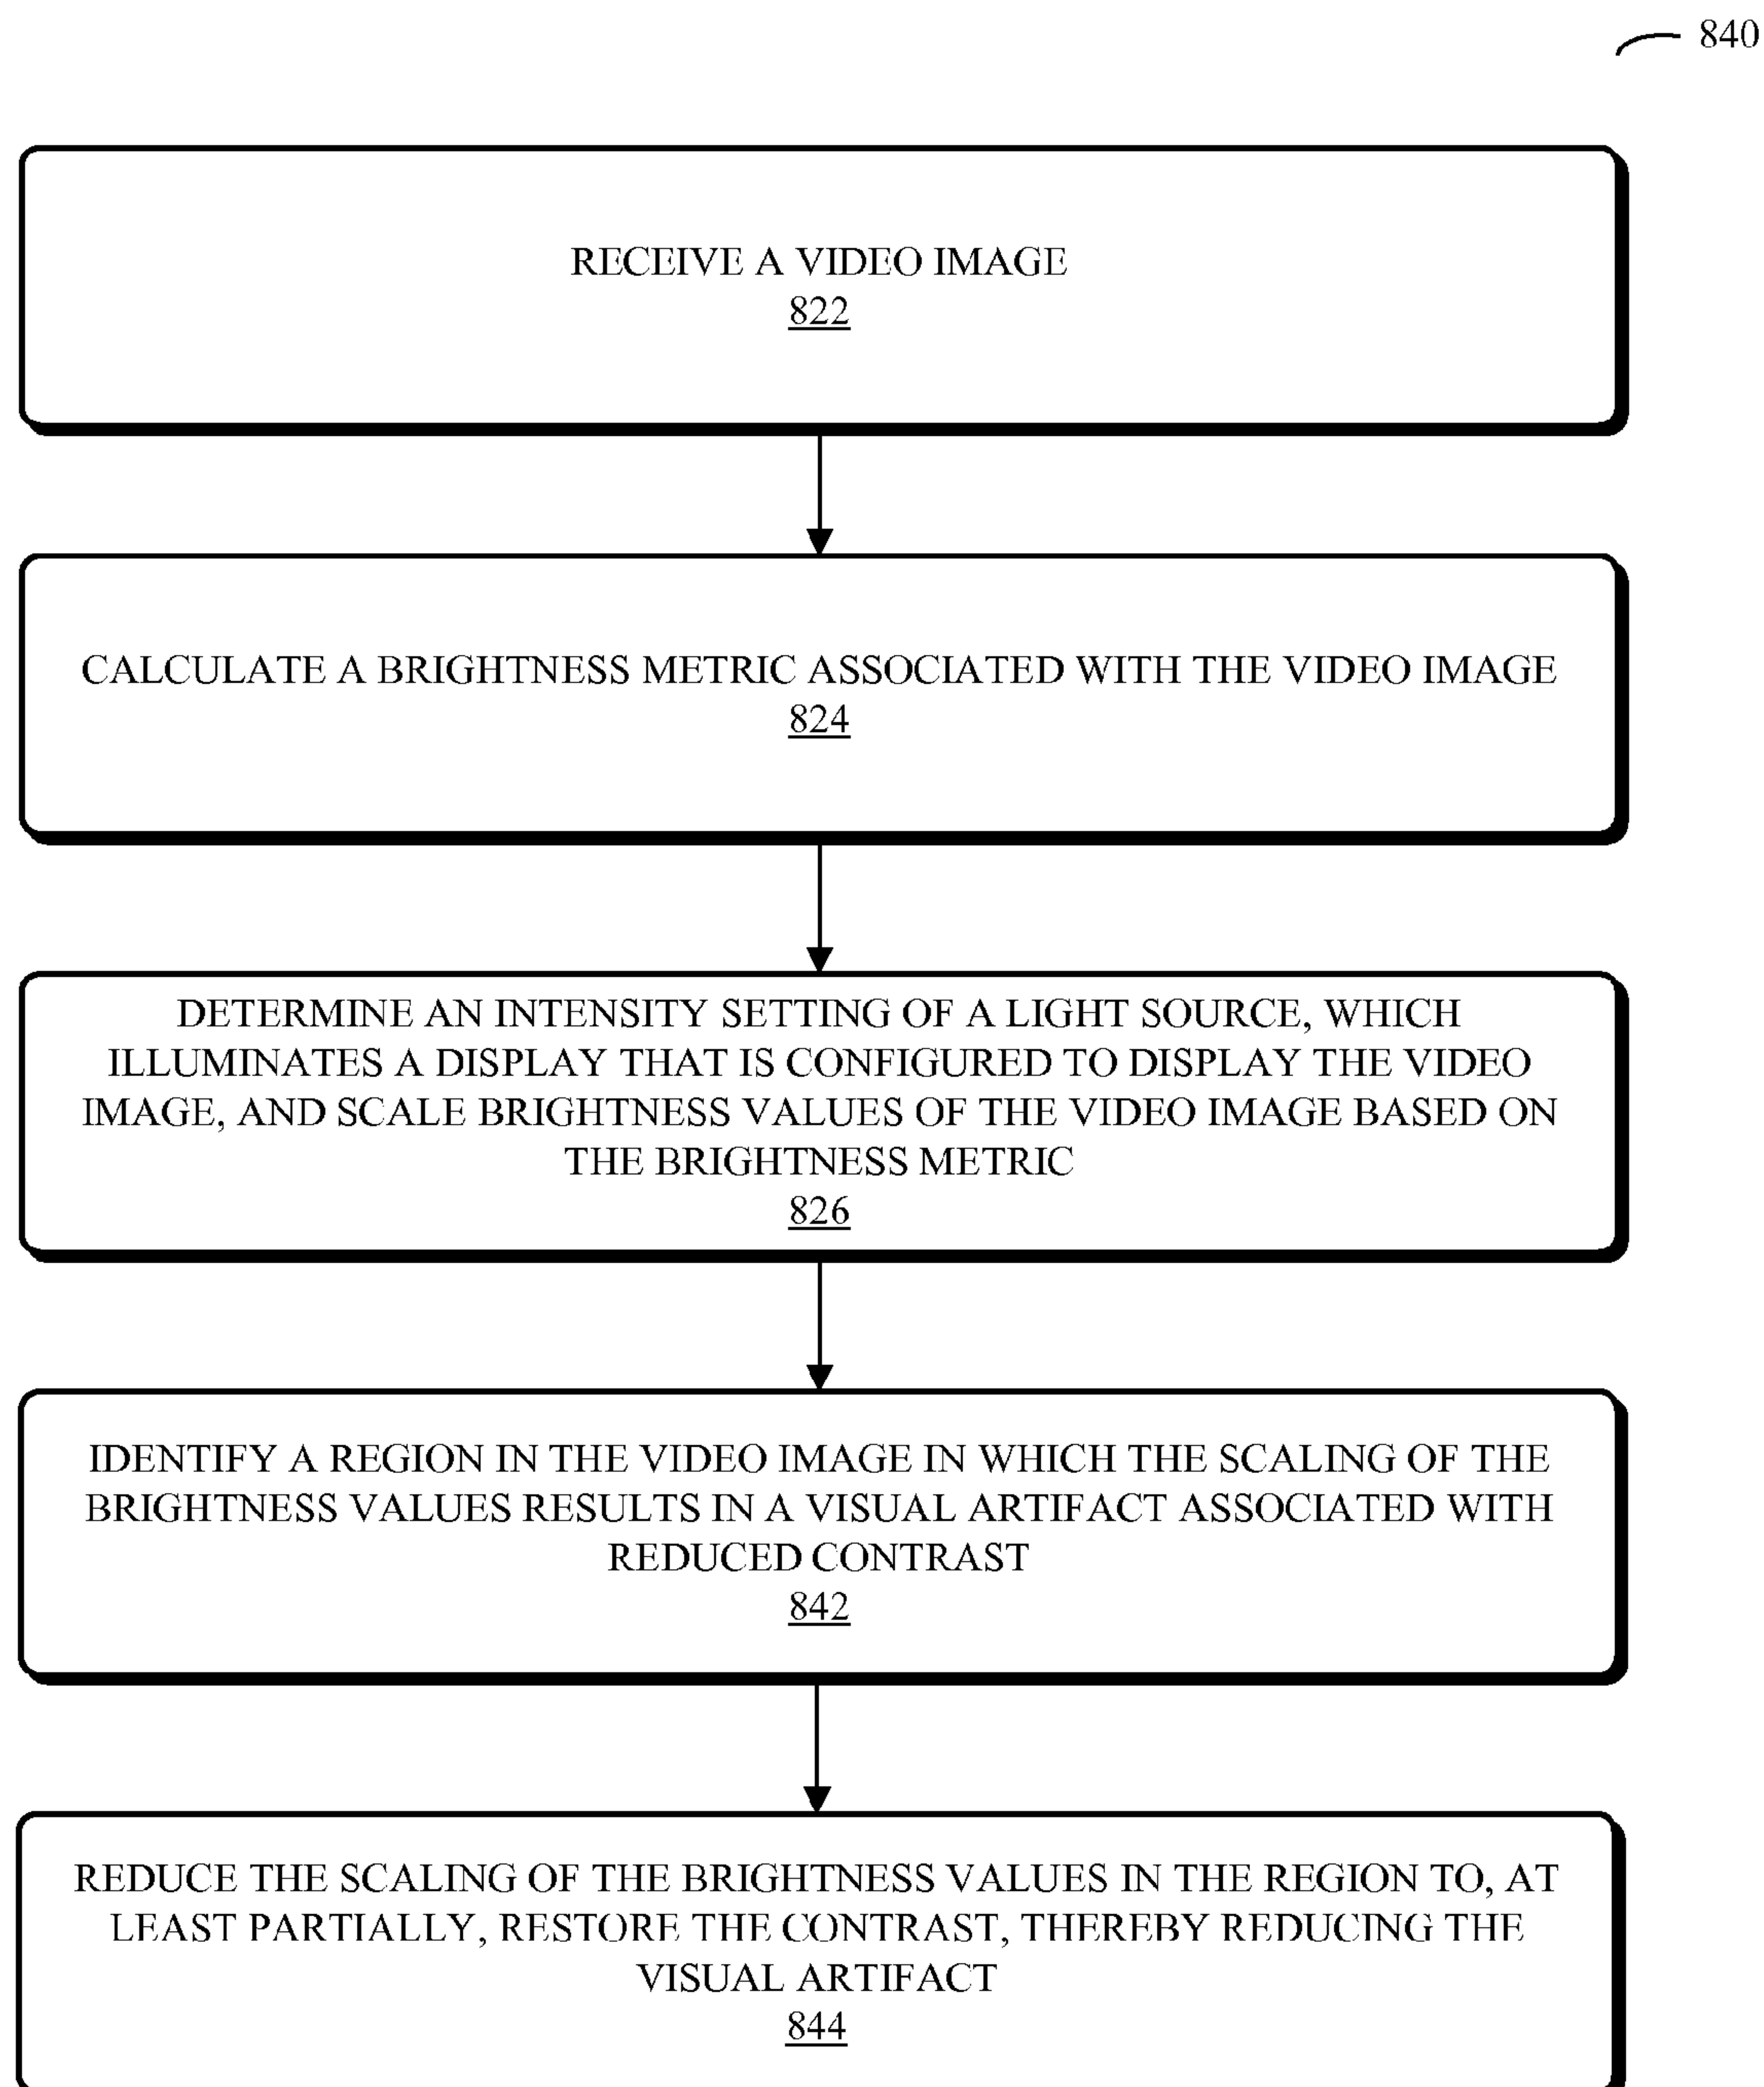 840
RECEIVE A VIDEO IMAGE
822
CALCULATE A BRIGHTNESS METRIC ASSOCIATED WITH THE VIDEO IMAGE
824
DETERMINE AN INTENSITY SETTING OF A LIGHT SOURCE, WHICH
ILLUMINATES A DISPLAY THAT IS CONFIGURED TO DISPLAY THE VIDEO
IMAGE, AND SCALE BRIGHTNESS VALUES OF THE VIDEO IMAGE BASED ON
THE BRIGHTNESS METRIC
826
IDENTIFY A REGION IN THE VIDEO IMAGE IN WHICH THE SCALING OF THE
BRIGHTNESS VALUES RESULTS IN A VISUAL ARTIFACT ASSOCIATED WITH
REDUCED CONTRAST
842
REDUCE THE SCALING OF THE BRIGHTNESS VALUES IN THE REGION TO, AT
LEAST PARTIALLY, RESTORE THE CONTRAST, THEREBY REDUCING THE
VISUAL ARTIFACT
844